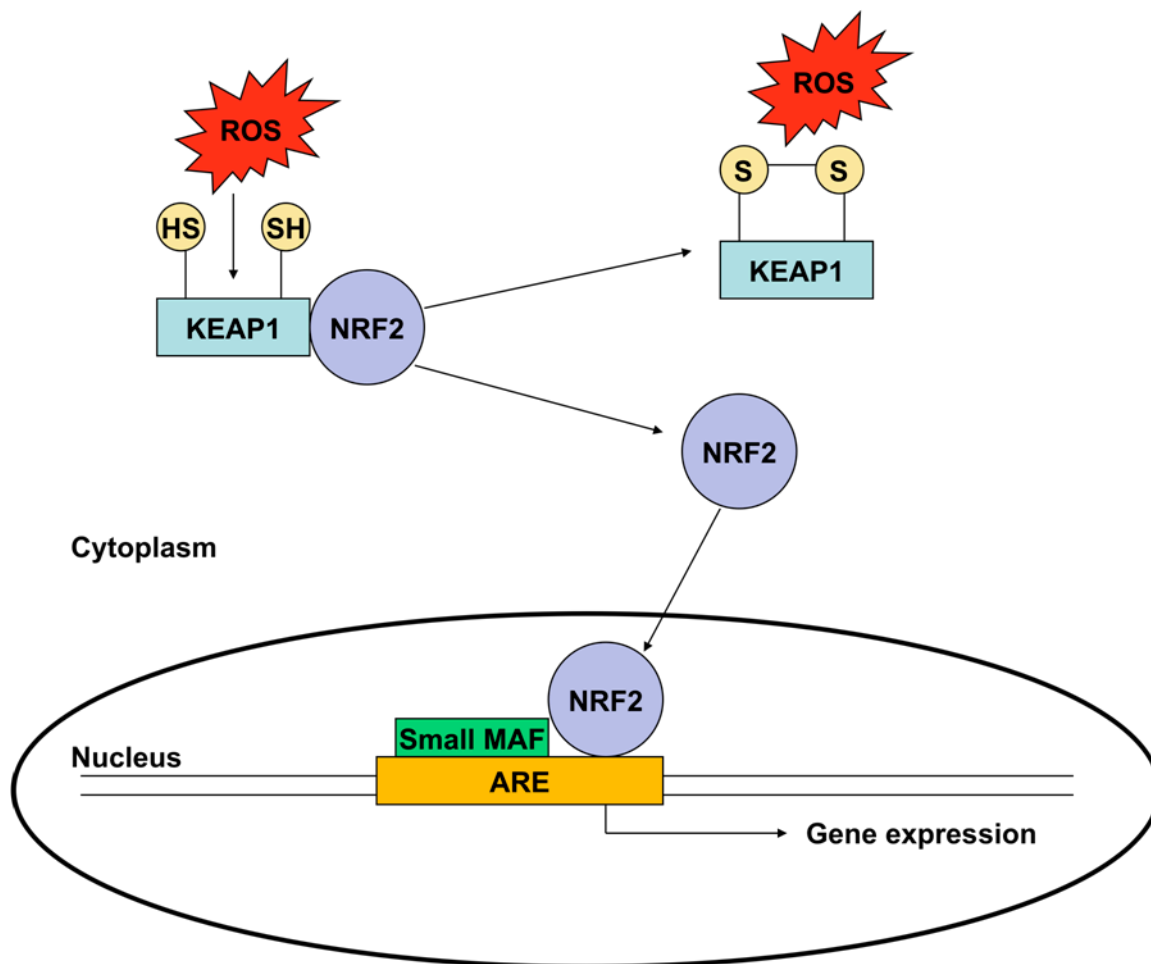 ROS
ROS
S
S
HS
SH
KEAP1
KEAP1
NRF2
NRF2
Cytoplasm
NRF2
Small MAF
Nucleus
ARE
Gene expression